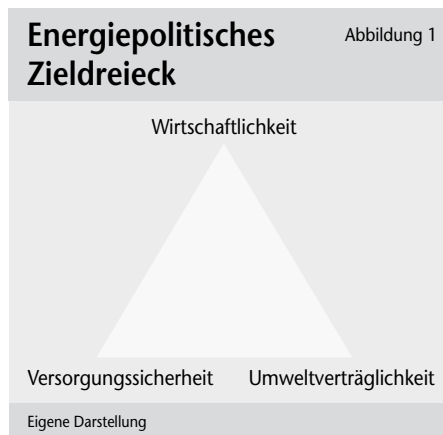 Energiepolitisches
Zieldreieck
Abbildung 1
Wirtschaftlichkeit
Versorgungssicherheit
Umweltverträglichkeit
Eigene Darstellung